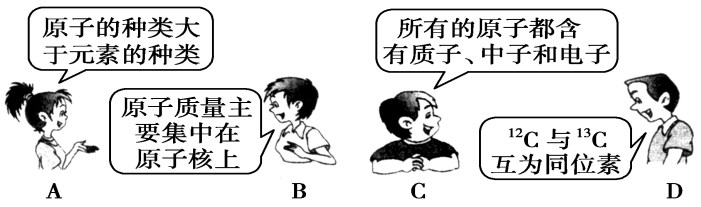 原子的种类大
于元素的种类
原子质量主
要集中在
原子核上
所有的原子都含
有质子、中子和电子
¹²C 与 ¹³C
互为同位素
A
B
C
D